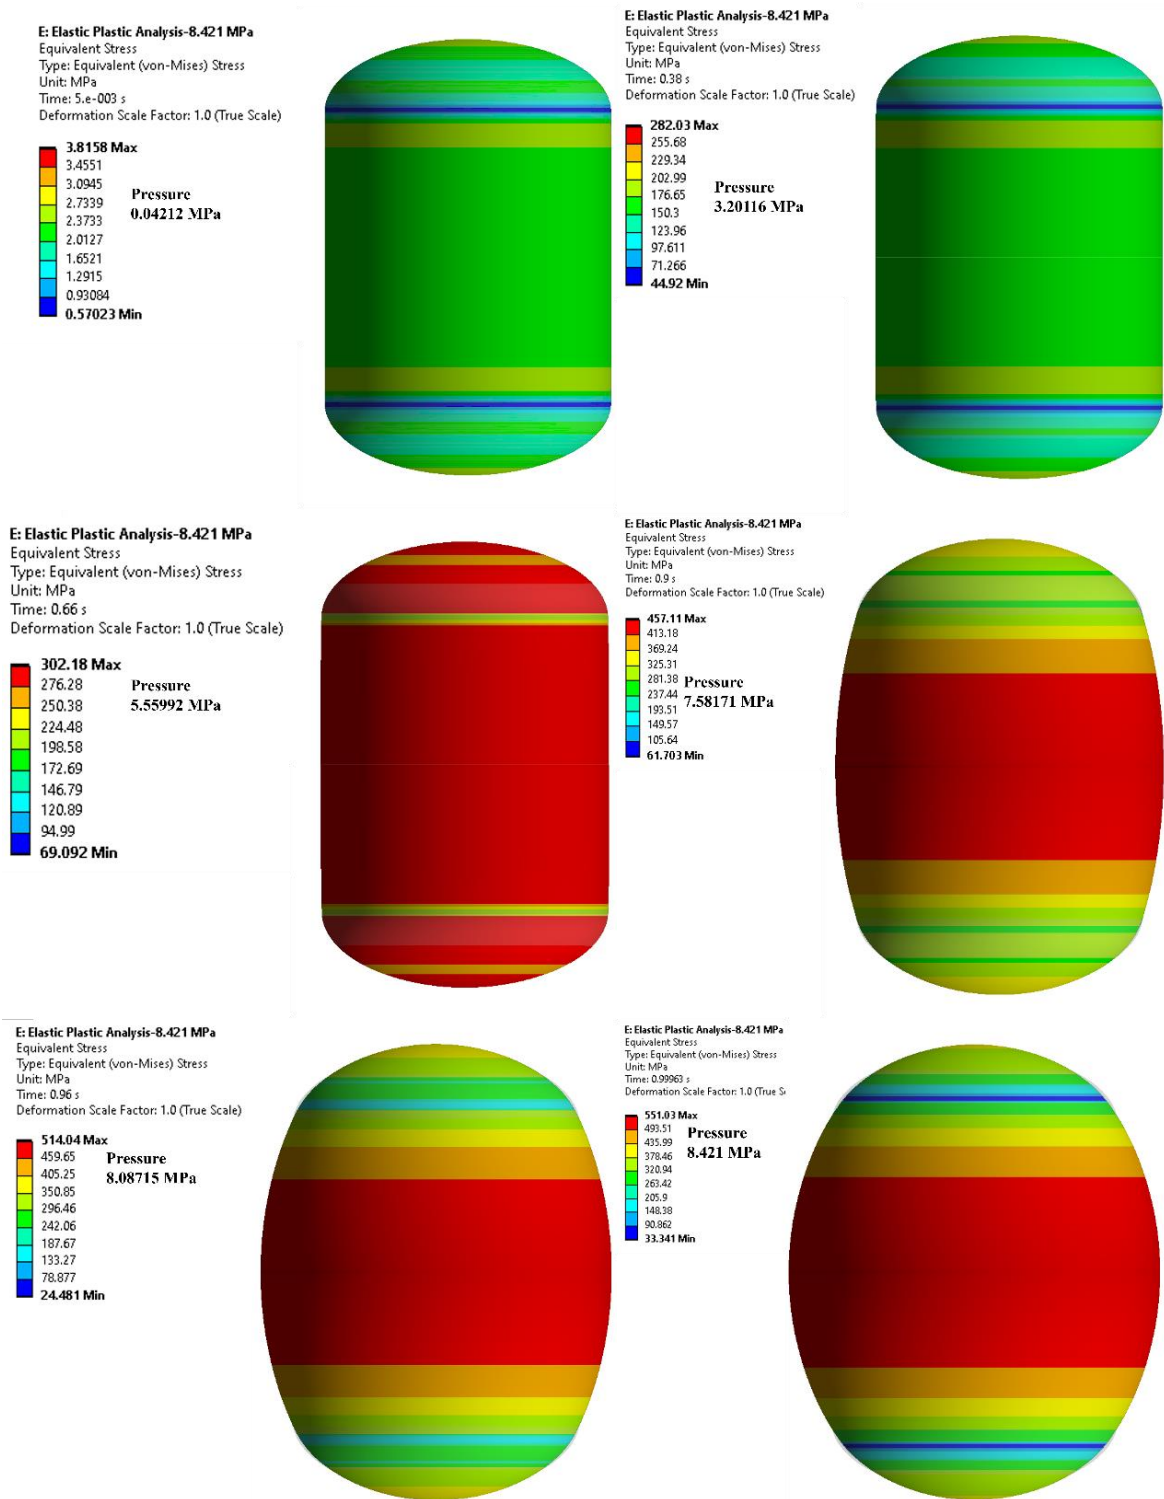 E: Elastic Plastic Analysis-8.421 MPa
Equivalent Stress
Type: Equivalent (von-Mises) Stress
Unit: MPa
Time: 5.e-003 s
Deformation Scale Factor: 1.0 (True Scale)
3.8158 Max
3.4551
3.0945
2.7339
2.3733
2.0127
1.6521
1.2915
0.93084
0.57023 Min
Pressure
0.04212 MPa
E: Elastic Plastic Analysis-8.421 MPa
Equivalent Stress
Type: Equivalent (von-Mises) Stress
Unit: MPa
Time: 0.38 s
Deformation Scale Factor: 1.0 (True Scale)
282.03 Max
255.68
229.34
202.99
176.65
150.3
123.96
97.611
71.266
44.92 Min
Pressure
3.20116 MPa
E: Elastic Plastic Analysis-8.421 MPa
Equivalent Stress
Type: Equivalent (von-Mises) Stress
Unit: MPa
Time: 0.66 s
Deformation Scale Factor: 1.0 (True Scale)
302.18 Max
276.28
250.38
224.48
198.58
172.69
146.79
120.89
94.99
69.092 Min
Pressure
5.55992 MPa
E: Elastic Plastic Analysis-8.421 MPa
Equivalent Stress
Type: Equivalent (von-Mises) Stress
Unit: MPa
Time: 0.9 s
Deformation Scale Factor: 1.0 (True Scale)
457.11 Max
413.18
369.24
325.31
281.38
237.44
193.51
149.57
105.64
61.703 Min
Pressure
7.58171 MPa
E: Elastic Plastic Analysis-8.421 MPa
Equivalent Stress
Type: Equivalent (von-Mises) Stress
Unit: MPa
Time: 0.96 s
Deformation Scale Factor: 1.0 (True Scale)
514.04 Max
459.65
405.25
350.85
296.46
242.06
187.67
133.27
78.877
24.481 Min
Pressure
8.08715 MPa
E: Elastic Plastic Analysis-8.421 MPa
Equivalent Stress
Type: Equivalent (von-Mises) Stress
Unit: MPa
Time: 0.99963 s
Deformation Scale Factor: 1.0 (True S
551.03 Max
493.51
435.99
378.46
320.94
263.42
205.9
148.38
90.862
33.341 Min
Pressure
8.421 MPa